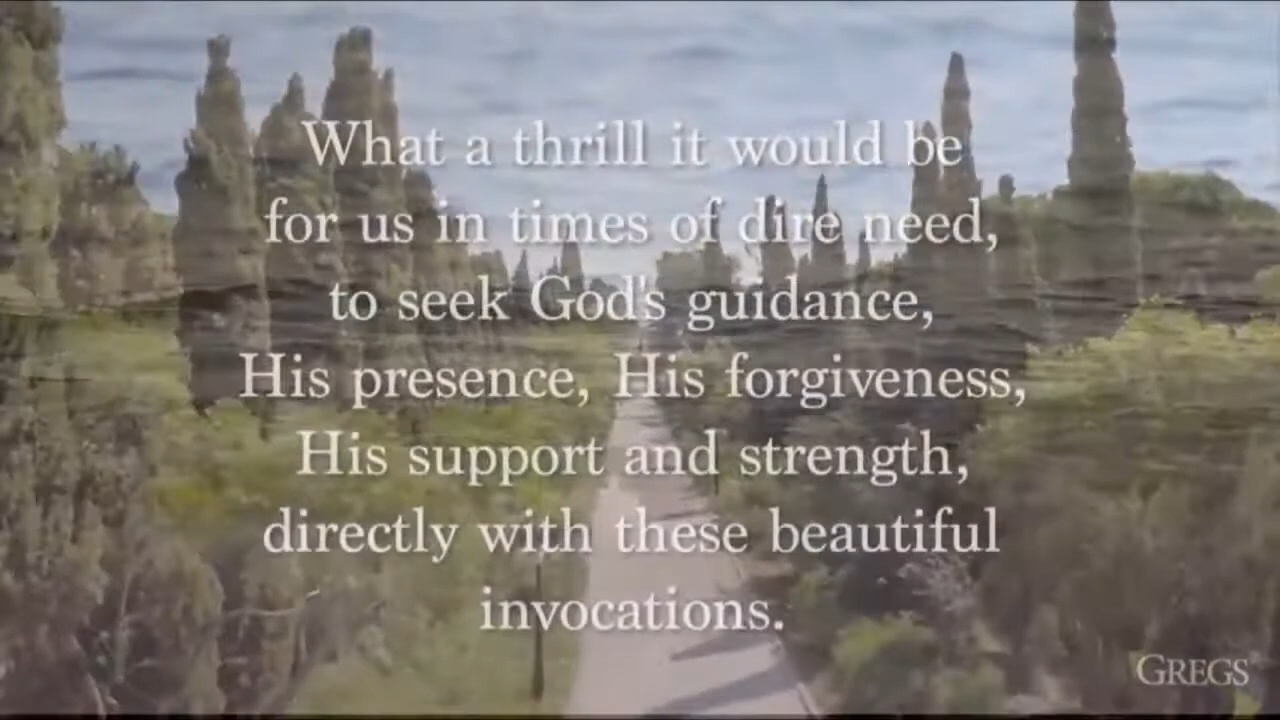 What a thrill it would be
for us in times of dire need,
to seek God's guidance,
His presence, His forgiveness,
His support and strength,
directly with these beautiful
invocations.
GREGS